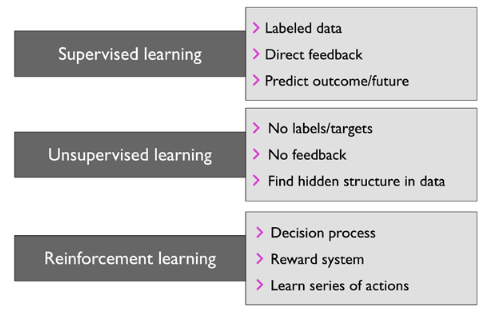 Supervised learning
Labeled data
Direct feedback
Predict outcome/future
Unsupervised learning
No labels/targets
No feedback
Find hidden structure in data
Reinforcement learning
Decision process
Reward system
Learn series of actions